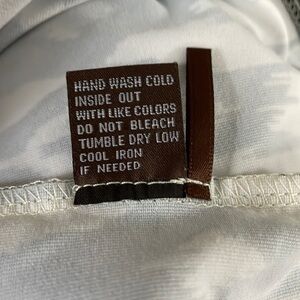 HAND WASH COLD
INSIDE OUT
WITH LIKE COLORS
DO NOT BLEACH
TUMBLE DRY LOW
COOL IRON
IF NEEDED